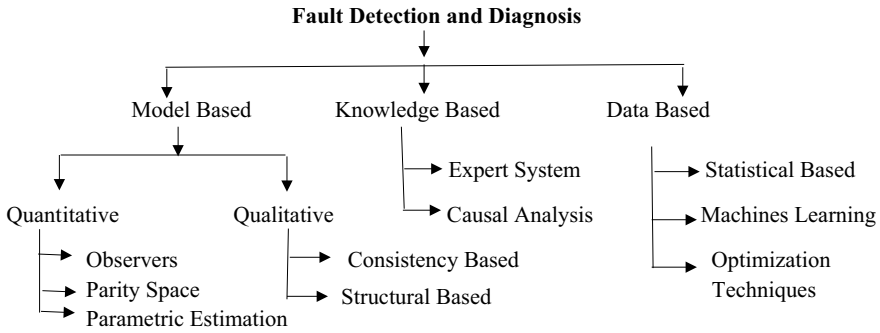 Fault Detection and Diagnosis
Model Based
Knowledge Based
Data Based
Quantitative
Observers
Parity Space
Parametric Estimation
Qualitative
Consistency Based
Structural Based
Expert System
Causal Analysis
Statistical Based
Machines Learning
Optimization
Techniques